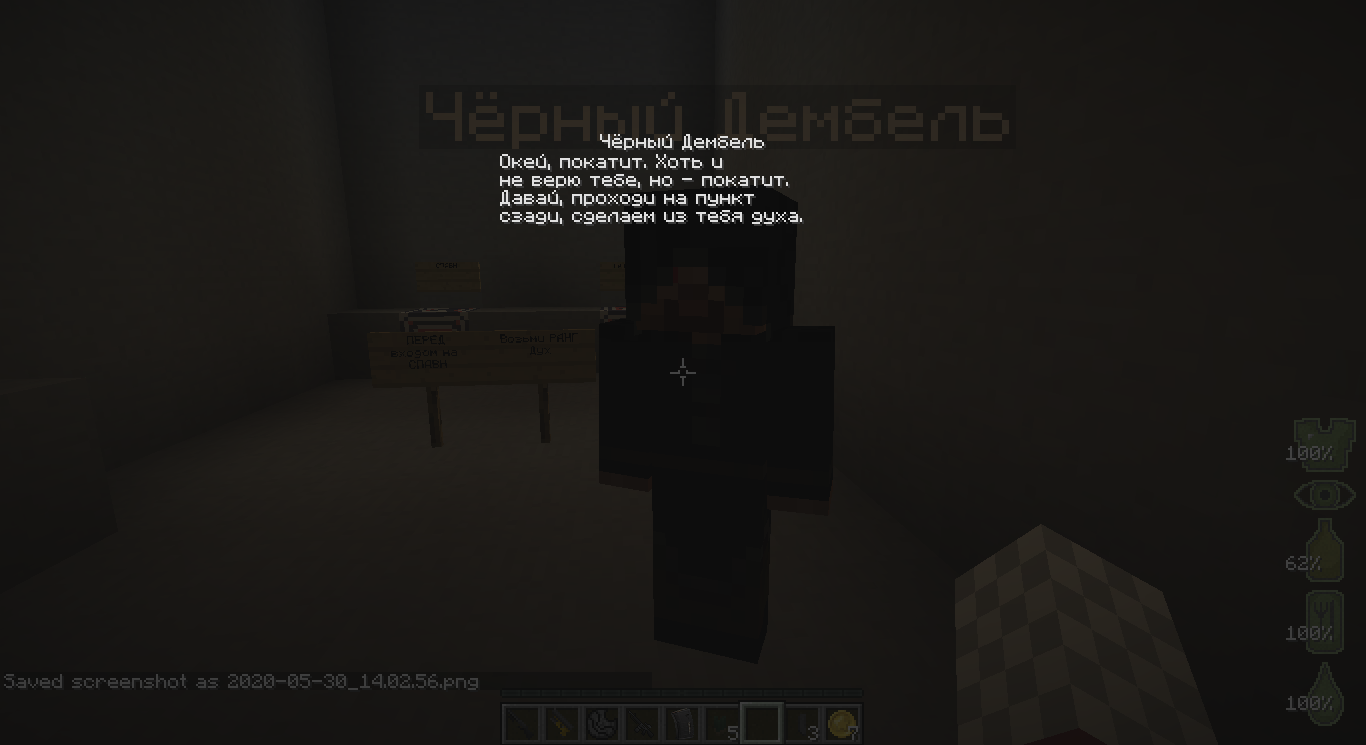 Чёрный Дембель
Чёрный Дембель
Окей, покатит. Хоть и
не верю тебе, но - покатит.
Давай, проходи на пункт
сзади, сделаем из тебя духа.
ПЕРЕД
входом на
СПАВН
Возьми РАНГ
Дух
100%
62%
100%
100%
Saved screenshot as 2020-05-30_14.02.56.png
5
3
7